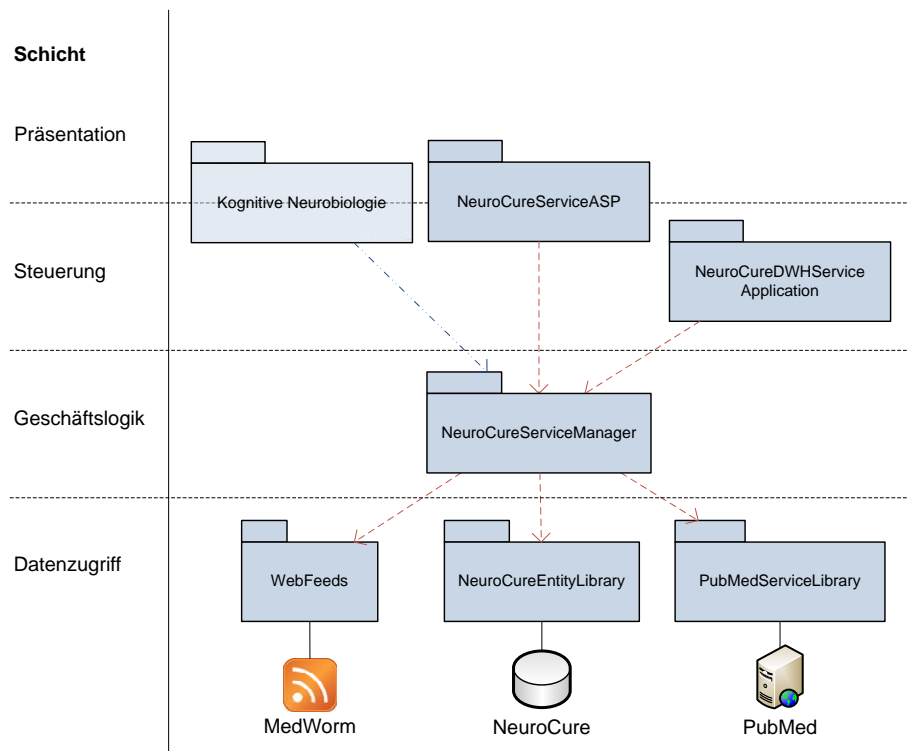 Schicht
Präsentation
Kognitive Neurobiologie
NeuroCureServiceASP
Steuerung
NeuroCureDWHService
Application
Geschäftslogik
NeuroCureServiceManager
Datenzugriff
WebFeeds
NeuroCureEntityLibrary
PubMedServiceLibrary
MedWorm
NeuroCure
PubMed